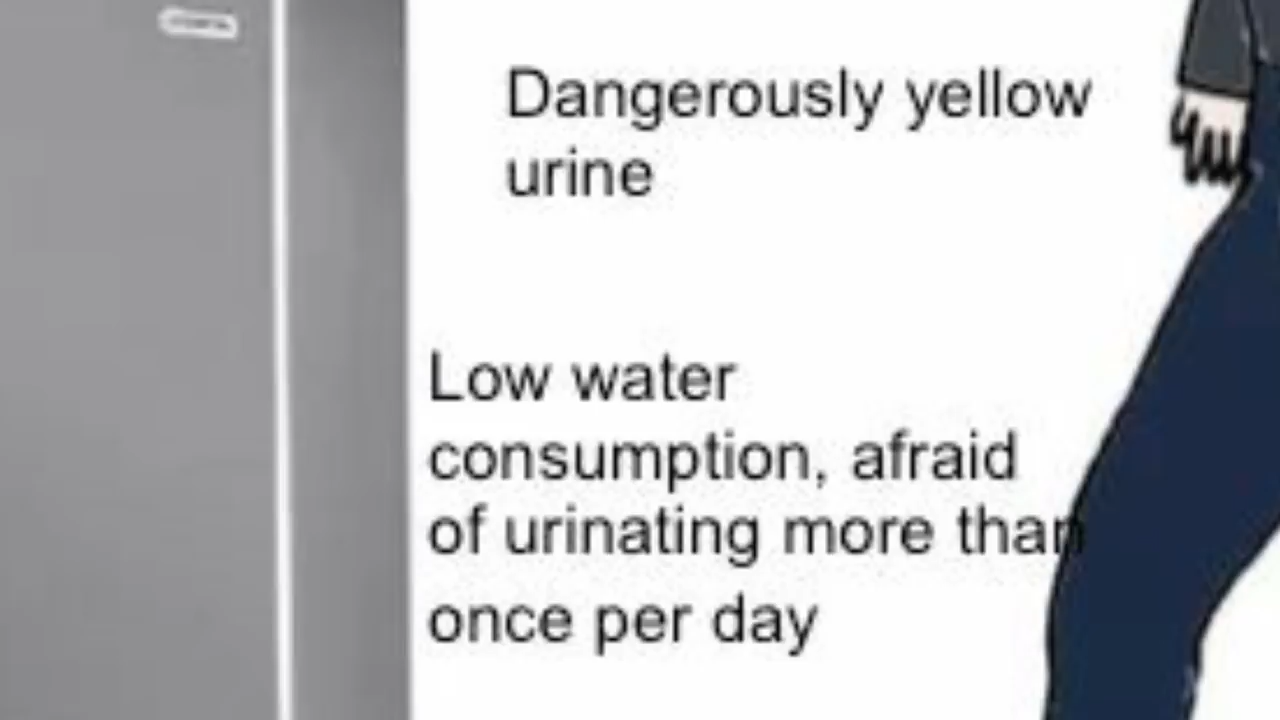 Dangerously yellow
urine
Low water
consumption, afraid
of urinating more than
once per day